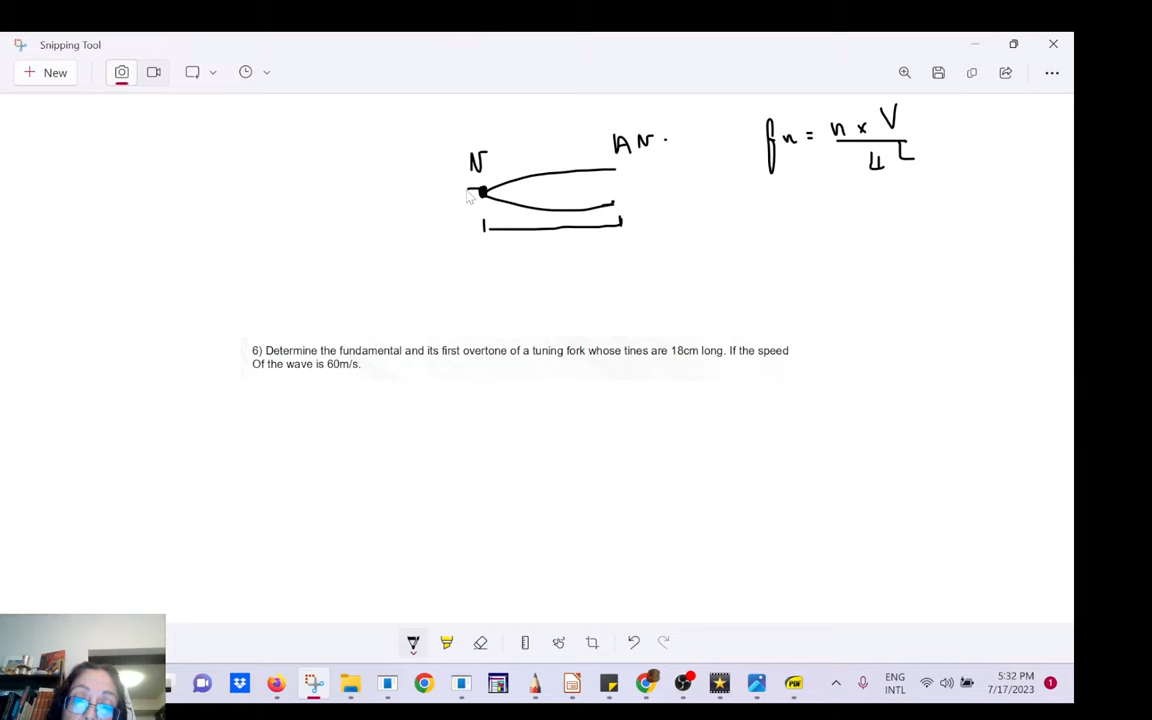 Snipping Tool
New
N
AN.
fn = n x V
4L
6) Determine the fundamental and its first overtone of a tuning fork whose tines are 18cm long. If the speed
Of the wave is 60m/s.
ENG
INTL
5:32 PM
7/17/2023
1